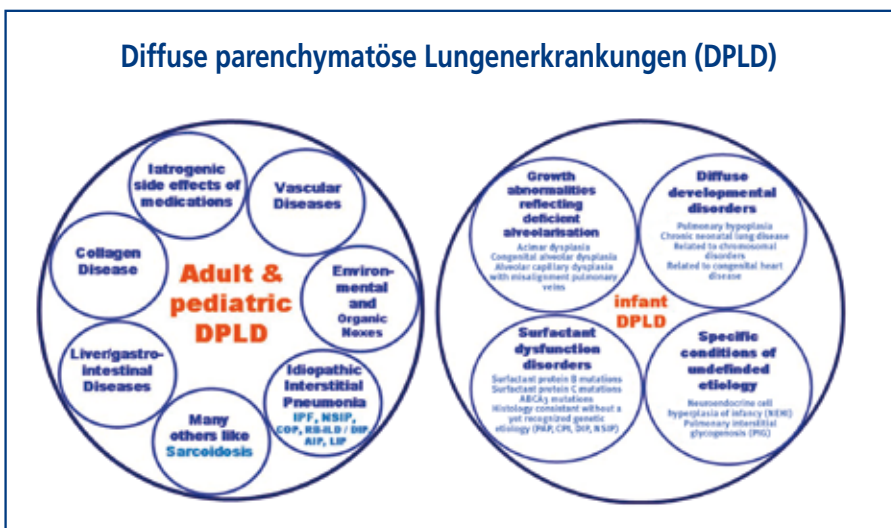 Diffuse parenchymatöse Lungenerkrankungen (DPLD)
Iatrogenic
side effects of
medications
Vascular
Diseases
Collagen
Disease
Adult &
pediatric
DPLD
Environ-
mental
and
Organic
Noxes
Liver/gastro-
intestinal
Diseases
Idiopathic
Interstitial
Pneumonia
IPF, NSIP,
COP, RB-ILD / DIP,
AIP, LIP
Many
others like
Sarcoidosis
Growth
abnormalities
reflecting
deficient
alveolarisation
Acimar dysplasia
Congenital alveolar dysplasia
Alveolar capillary dysplasia
with misalignment pulmonary
veins
Diffuse
developmental
disorders
Pulmonary hypoplasia
Chronic neonatal lung disease
Related to chromosomal
disorders
Related to congenital heart
disease
infant
DPLD
Surfactant
dysfunction
disorders
Surfactant protein B mutations
Surfactant protein C mutations
ABCA3 mutations
Histology consistent without a
yet recognized genetic
etiology (PAP, CPI, DIP, NSIP)
Specific
conditions of
undefinded
etiology
Neuroendocrine cell
hyperplasia of infancy (NEHI)
Pulmonary interstitial
glycogenosis (PIG)